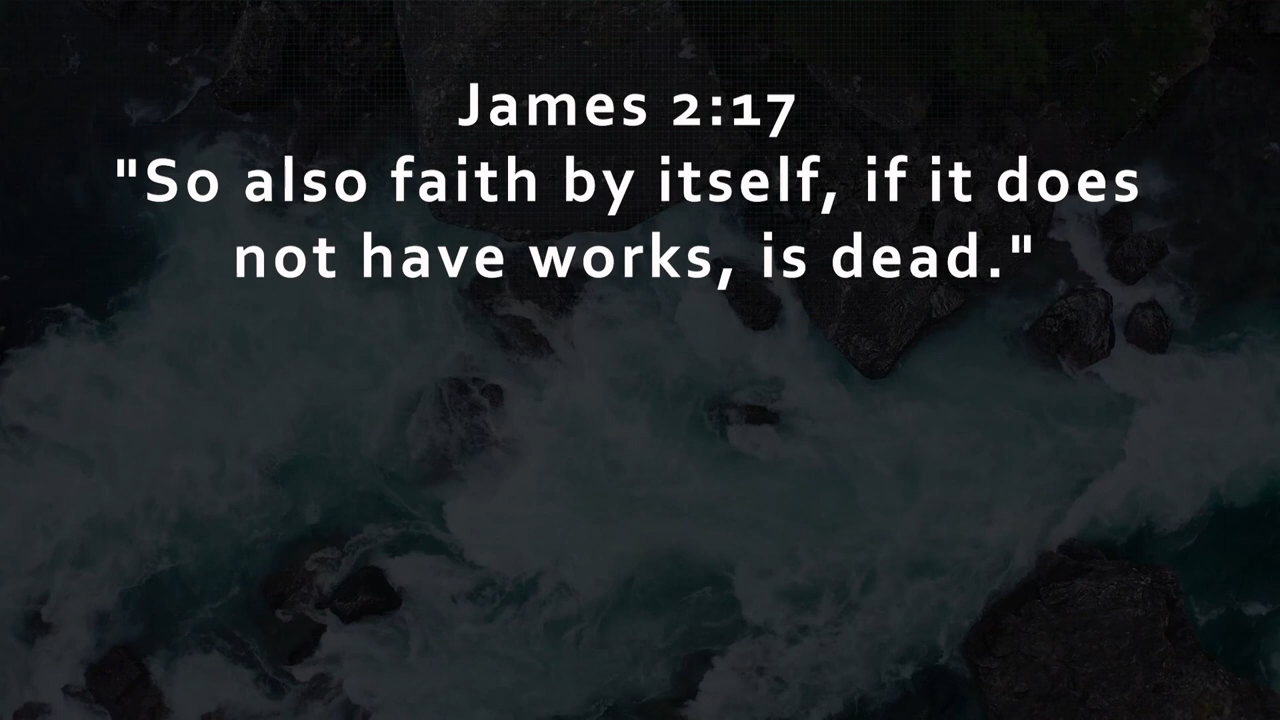 James 2:17
"So also faith by itself, if it does
not have works, is dead."